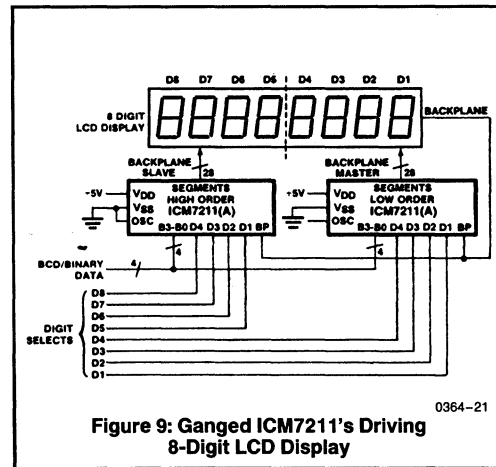 D8 D7 D6 D5 D4 D3 D2 D1
8 DIGIT
LCD DISPLAY
BACKPLANE
BACKPLANE
SLAVE
28
BACKPLANE
MASTER
28
+5V
VDD
VSS
OSC
SEGMENTS
HIGH ORDER
ICM7211(A)
B3-B0 D4 D3 D2 D1 BP
+5V
VDD
VSS
OSC
SEGMENTS
LOW ORDER
ICM7211(A)
B3-B0 D4 D3 D2 D1 BP
4
4
BCD/BINARY
DATA
4
DIGIT
SELECTS
D8
D7
D6
D5
D4
D3
D2
D1
0364-21
Figure 9: Ganged ICM7211's Driving
8-Digit LCD Display